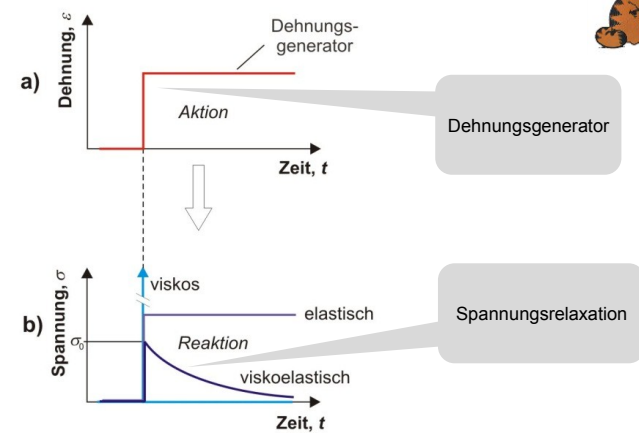 Dehnungs-
generator
Dehnung, ε
a)
Aktion
Dehnungsgenerator
Zeit, t
Spannung, σ
viskos
elastisch
Spannungsrelaxation
b)
σ₀
Reaktion
viskoelastisch
Zeit, t